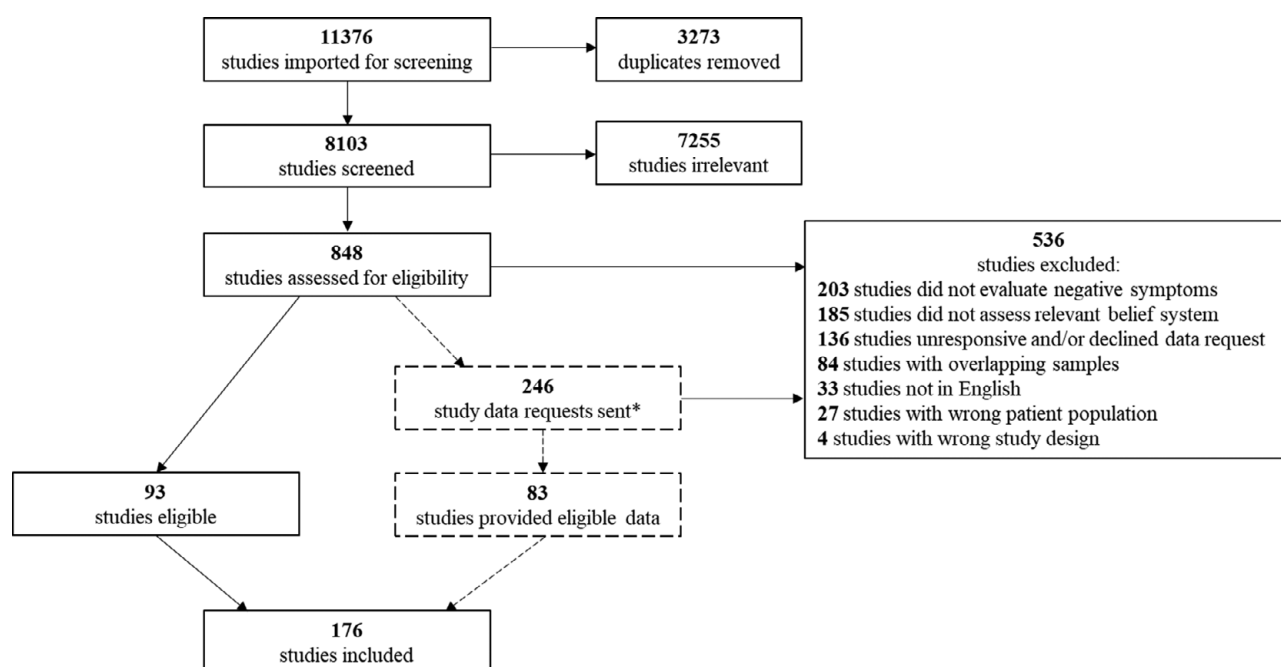 11376
studies imported for screening
3273
duplicates removed
8103
studies screened
7255
studies irrelevant
848
studies assessed for eligibility
536
studies excluded:
203 studies did not evaluate negative symptoms
185 studies did not assess relevant belief system
136 studies unresponsive and/or declined data request
84 studies with overlapping samples
33 studies not in English
27 studies with wrong patient population
4 studies with wrong study design
246
study data requests sent*
93
studies eligible
83
studies provided eligible data
176
studies included